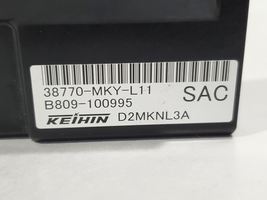 38770-MKY-L11
SAC
B809-100995
KEIHIN D2MKNL3A